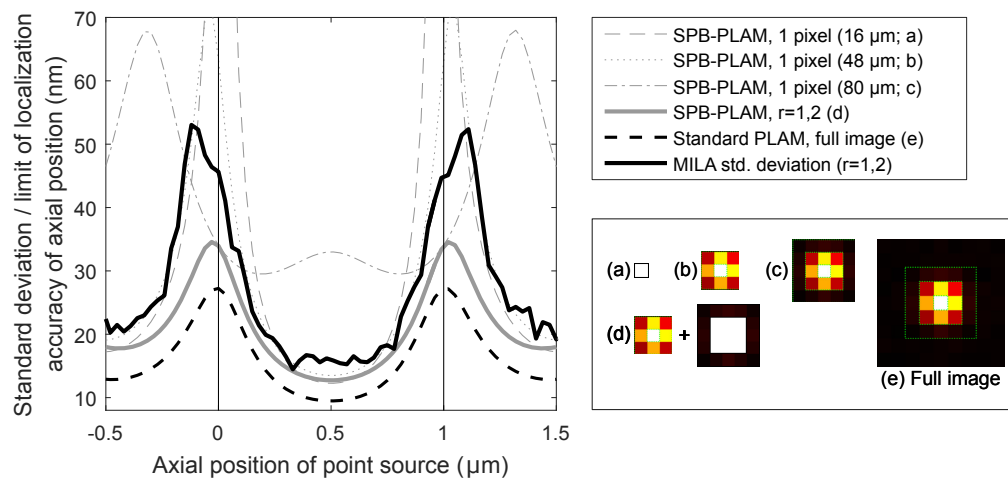 Standard deviation / limit of localization
accuracy of axial position (nm)
70
60
50
40
30
20
10
-0.5
0
0.5
1
1.5
Axial position of point source (μm)
SPB-PLAM, 1 pixel (16 μm; a)
SPB-PLAM, 1 pixel (48 μm; b)
SPB-PLAM, 1 pixel (80 μm; c)
SPB-PLAM, r=1,2 (d)
Standard PLAM, full image (e)
MILA std. deviation (r=1,2)
(a)
(b)
(c)
(d)
+
(e) Full image